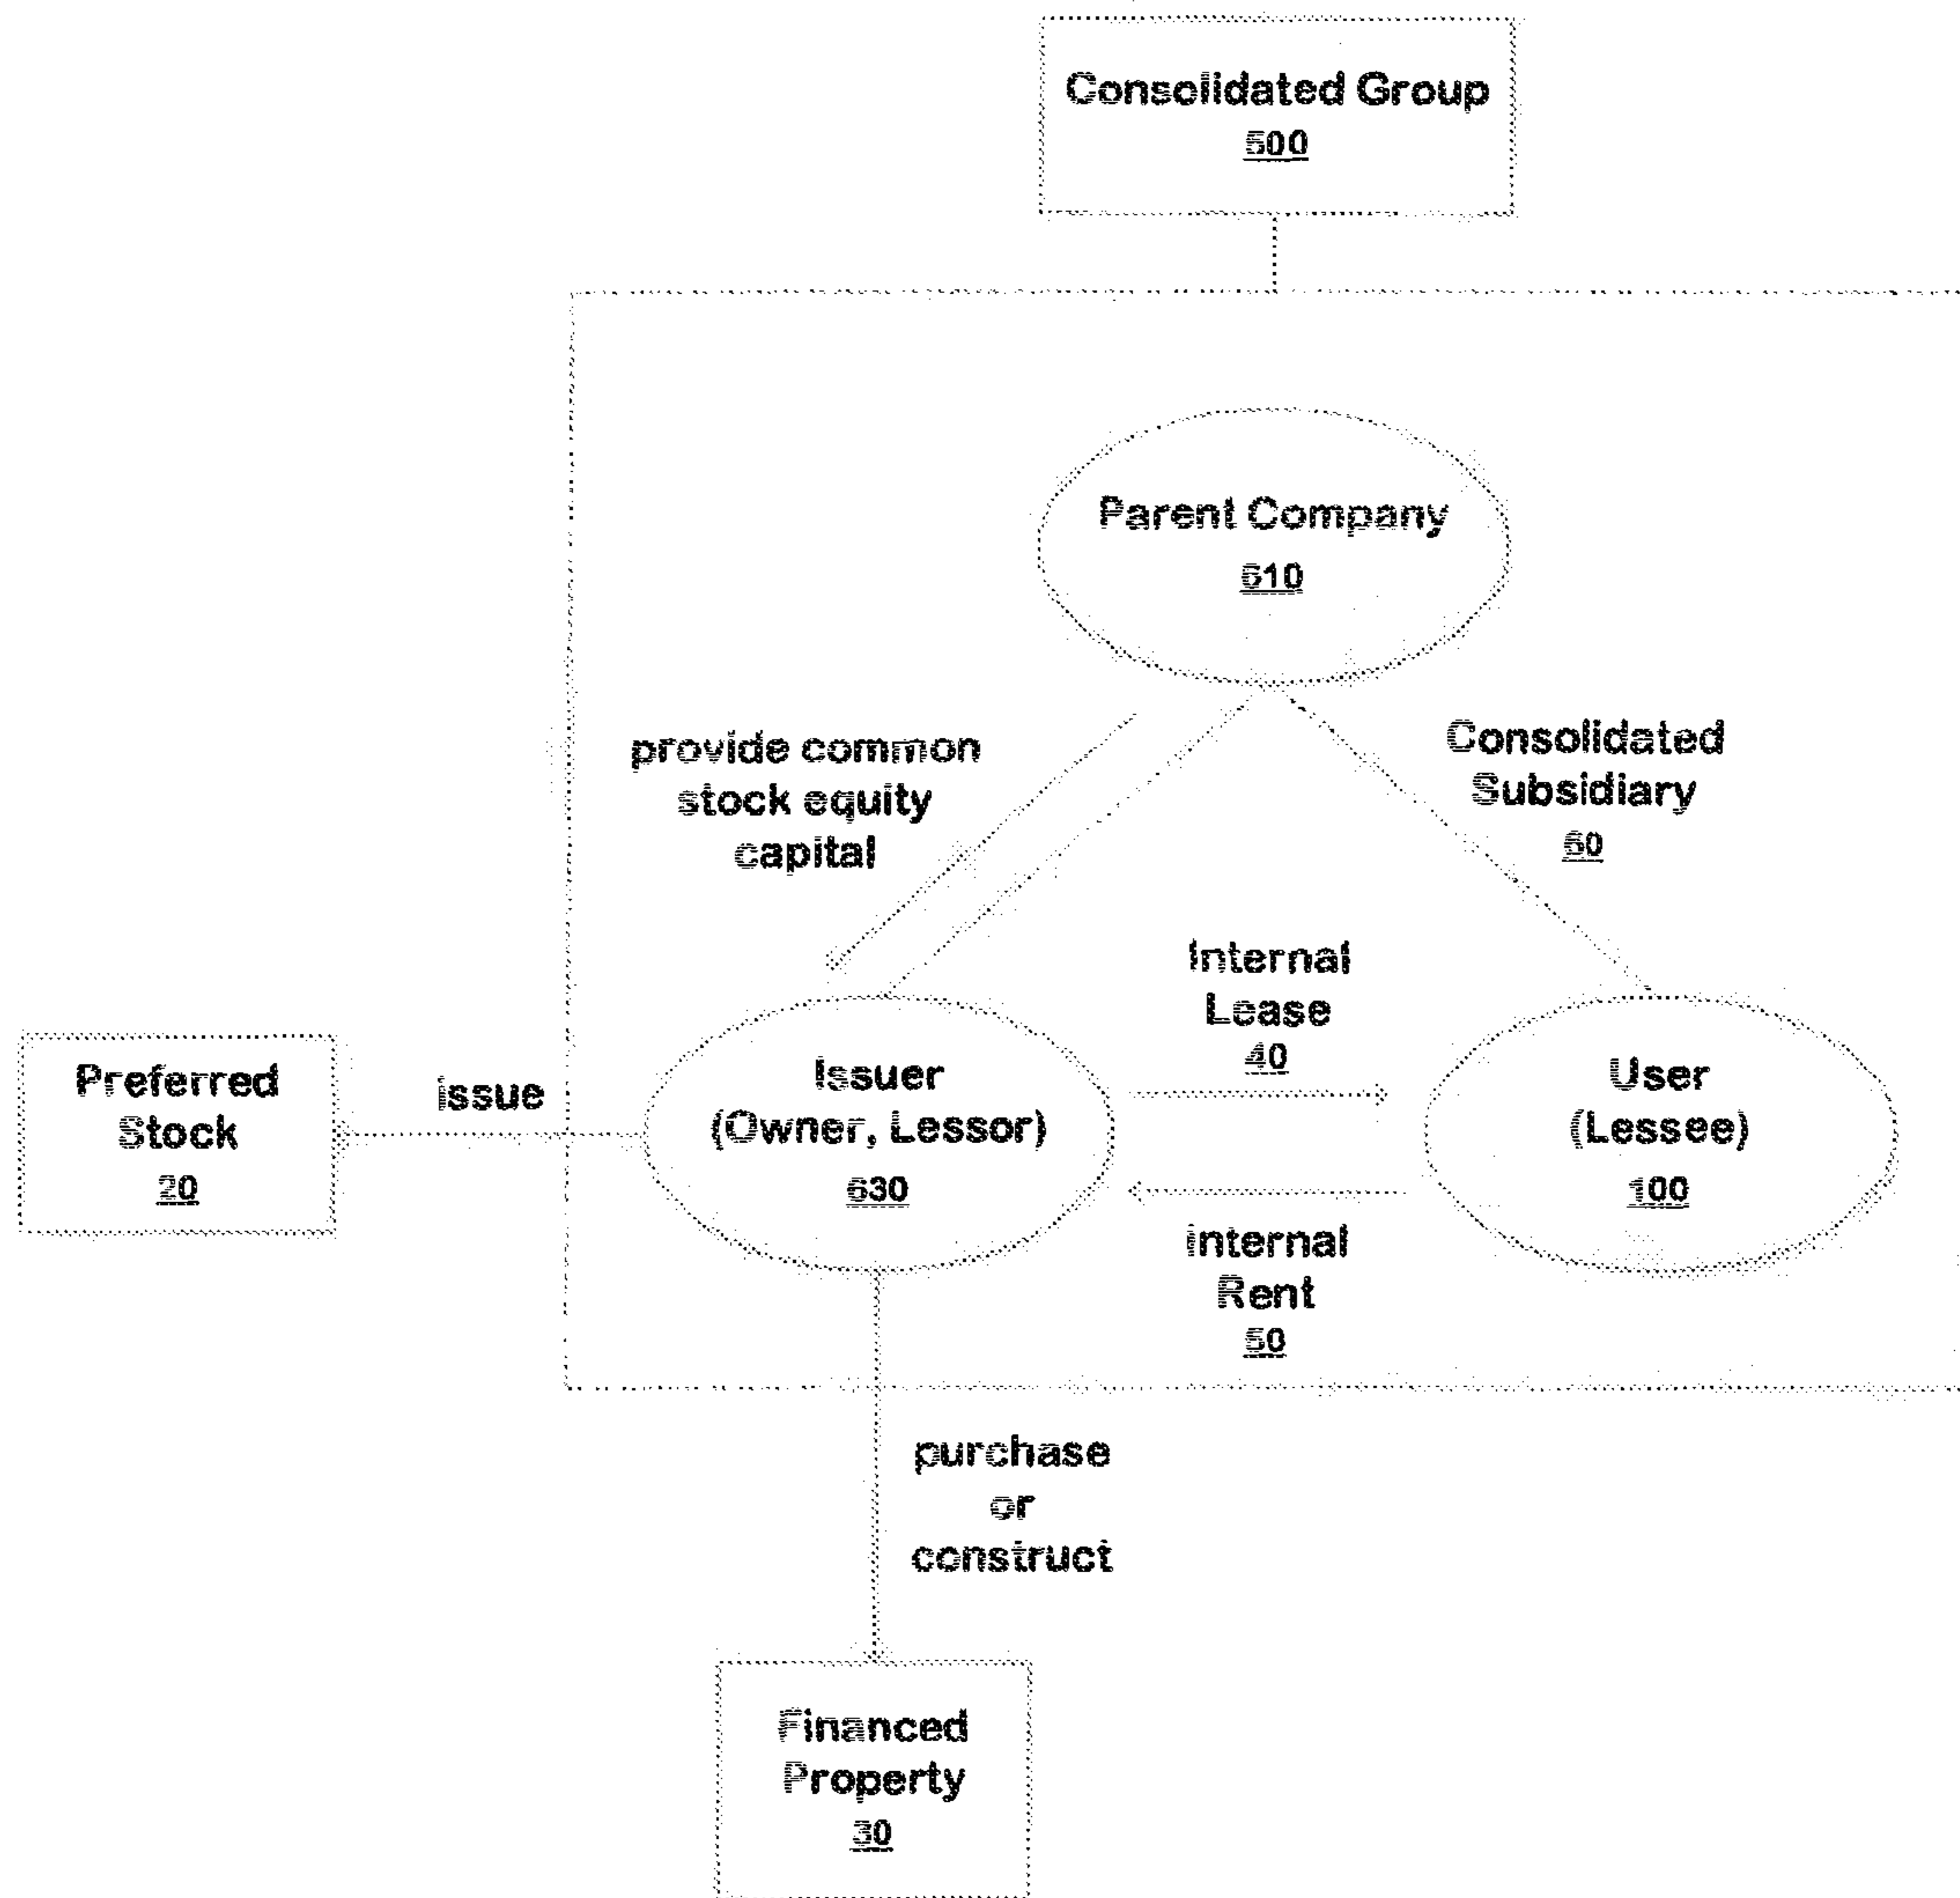 Consolidated Group
600
Parent Company
610
provide common
stock equity
capital
Consolidated
Subsidiary
60
Internal
Lease
40
Preferred
Stock
20
issue
Issuer
(Owner, Lessor)
630
User
(Lessee)
100
Internal
Rent
50
purchase
or
construct
Financed
Property
30